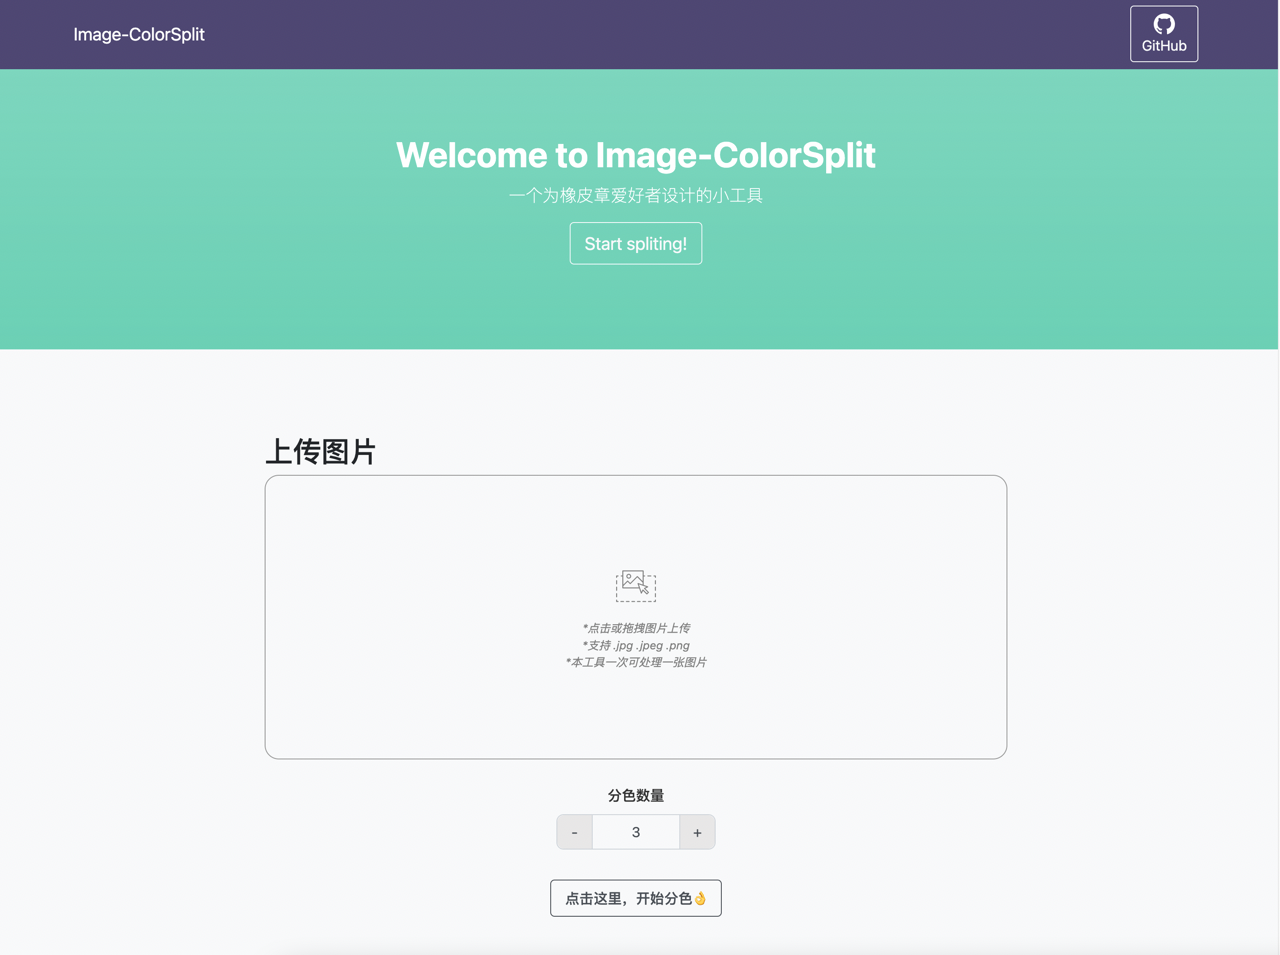 Image-ColorSplit
GitHub
Welcome to Image-ColorSplit
一个为橡皮章爱好者设计的小工具
Start spliting!
上传图片
*点击或拖拽图片上传
*支持 .jpg .jpeg .png
*本工具一次可处理一张图片
分色数量
- 3 +
点击这里，开始分色👌